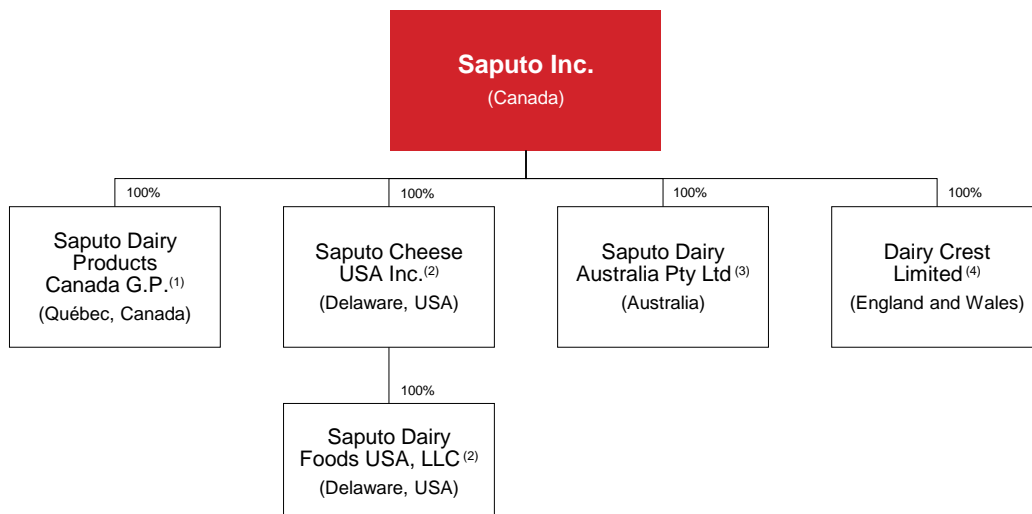 Saputo Inc.
(Canada)
100%
100%
100%
100%
Saputo Dairy
Products
Canada G.P.(1)
(Québec, Canada)
Saputo Cheese
USA Inc.(2)
(Delaware, USA)
Saputo Dairy
Australia Pty Ltd (3)
(Australia)
Dairy Crest
Limited (4)
(England and Wales)
100%
Saputo Dairy
Foods USA, LLC (2)
(Delaware, USA)